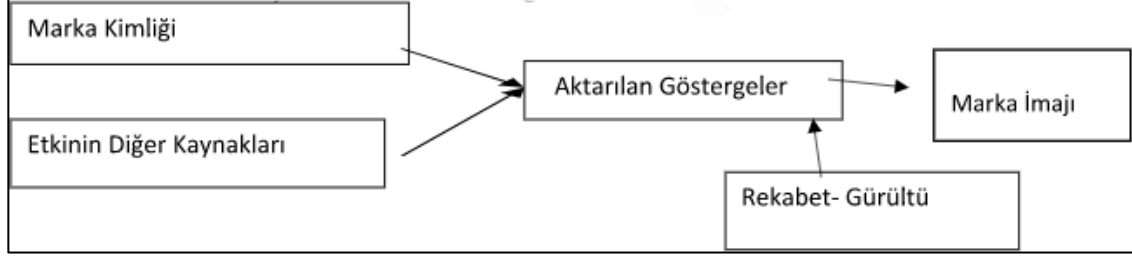 Marka Kimliği
Etkinin Diğer Kaynakları
Aktarılan Göstergeler
Marka İmajı
Rekabet- Gürültü